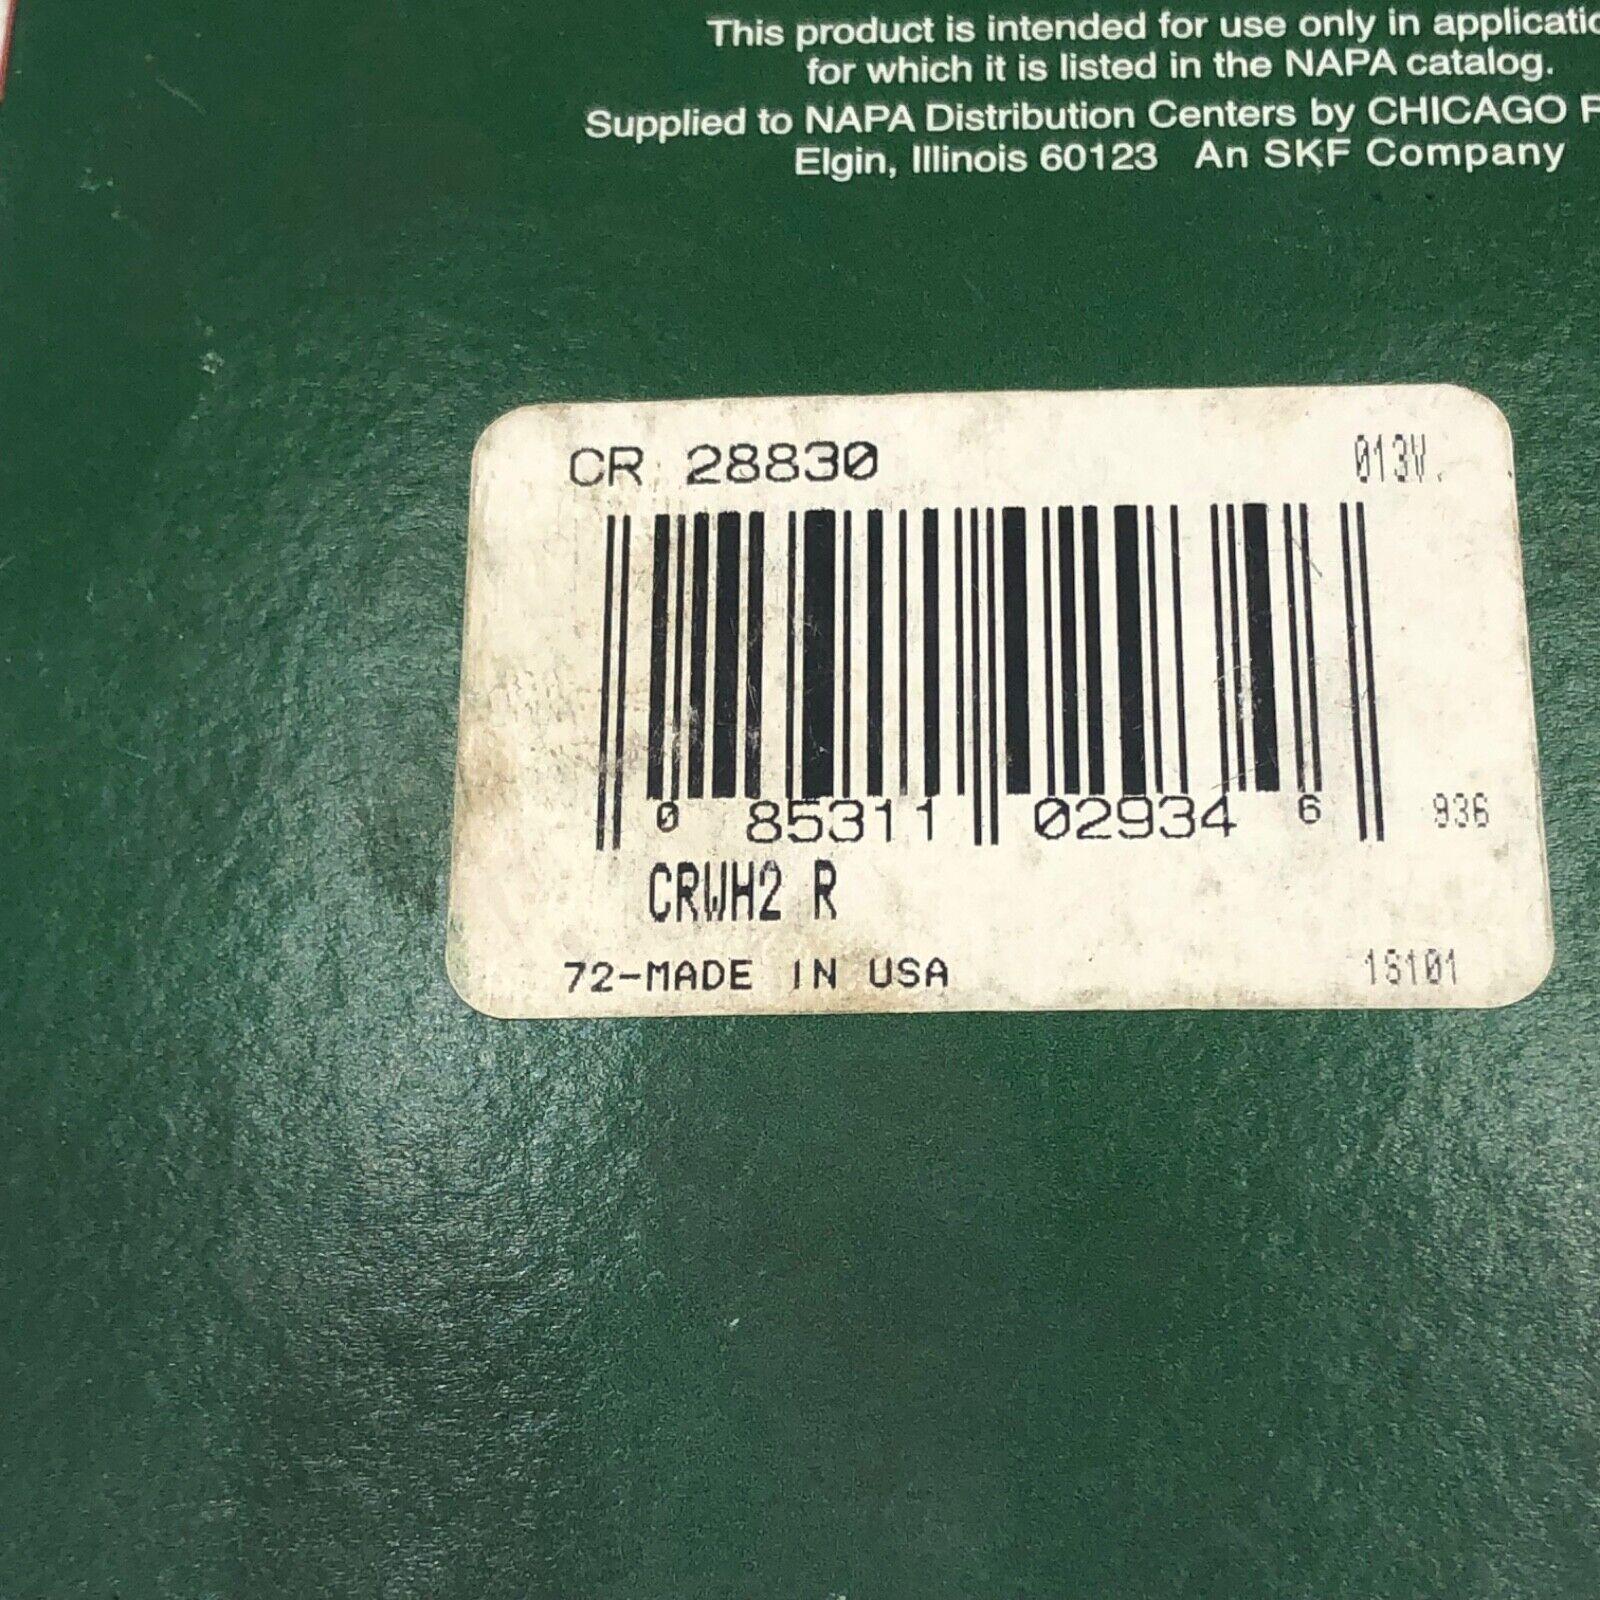 This product is intended for use only in applicatio
for which it is listed in the NAPA catalog.
Supplied to NAPA Distribution Centers by CHICAGO
Elgin, Illinois 60123 An SKF Company
CR 28830 013V.
0 85311 02934 6 936
CRWH2 R
72-MADE IN USA 1S101